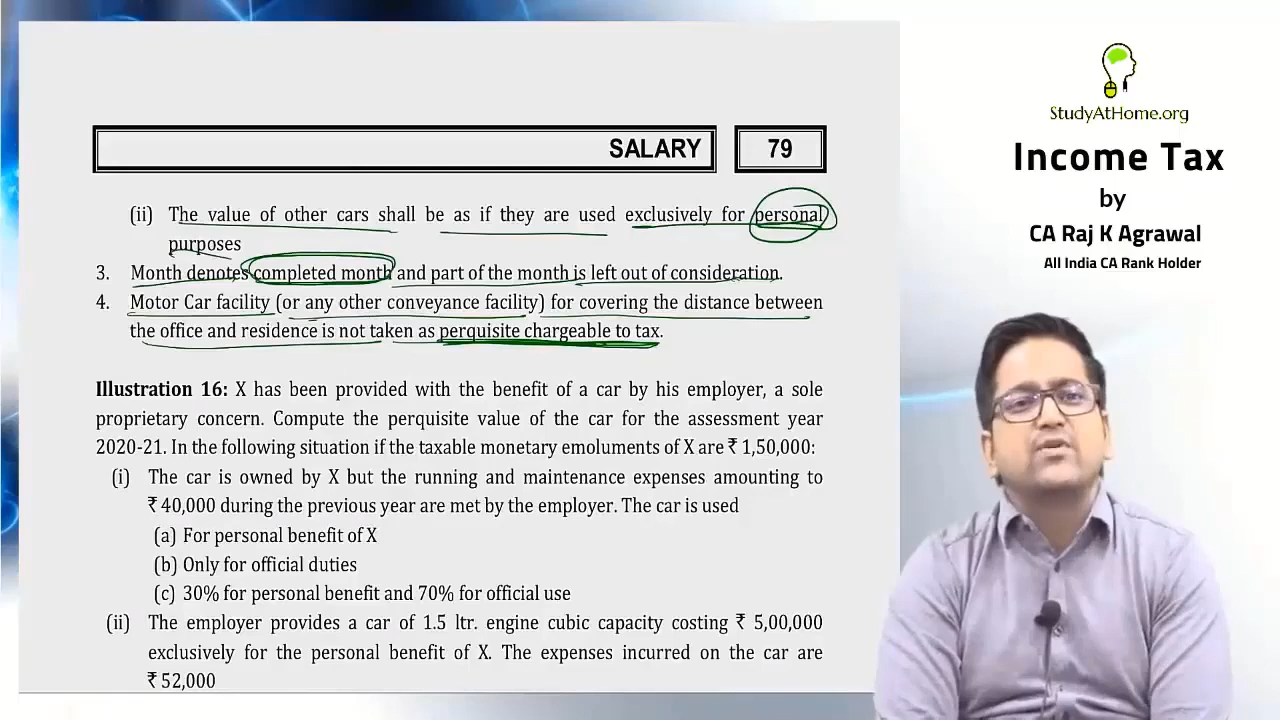 SALARY 79
(ii) The value of other cars shall be as if they are used exclusively for personal
purposes
3. Month denotes completed month and part of the month is left out of consideration.
4. Motor Car facility (or any other conveyance facility) for covering the distance between
the office and residence is not taken as perquisite chargeable to tax.
Illustration 16: X has been provided with the benefit of a car by his employer, a sole
proprietary concern. Compute the perquisite value of the car for the assessment year
2020-21. In the following situation if the taxable monetary emoluments of X are ₹ 1,50,000:
(i) The car is owned by X but the running and maintenance expenses amounting to
₹ 40,000 during the previous year are met by the employer. The car is used
(a) For personal benefit of X
(b) Only for official duties
(c) 30% for personal benefit and 70% for official use
(ii) The employer provides a car of 1.5 ltr. engine cubic capacity costing ₹ 5,00,000
exclusively for the personal benefit of X. The expenses incurred on the car are
₹ 52,000
StudyAtHome.org
Income Tax
by
CA Raj K Agrawal
All India CA Rank Holder